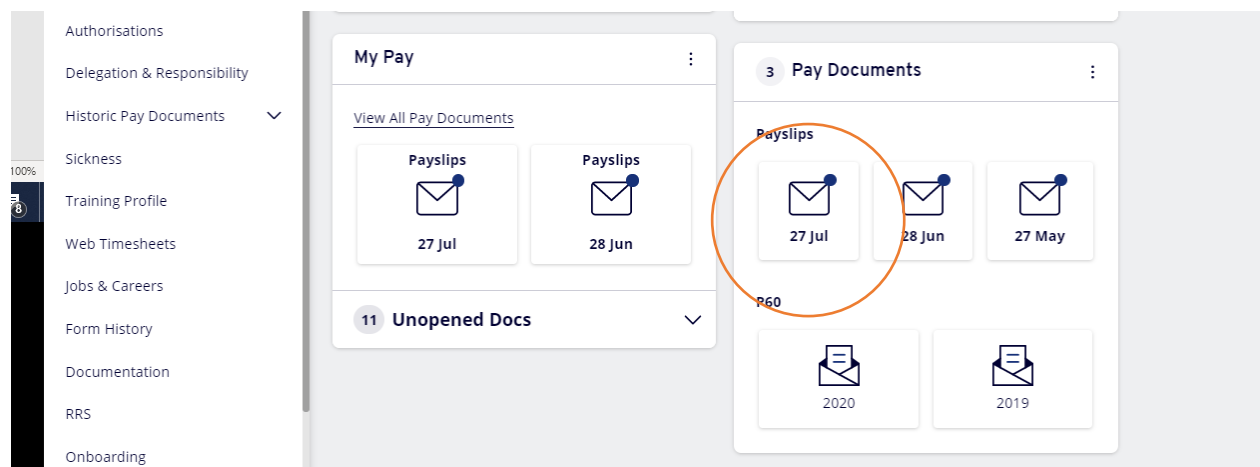 Authorisations
Delegation & Responsibility
Historic Pay Documents
Sickness
100%
8
Training Profile
Web Timesheets
Jobs & Careers
Form History
Documentation
RRS
Onboarding
My Pay
View All Pay Documents
Payslips
27 Jul
Payslips
28 Jun
11 Unopened Docs
3 Pay Documents
Payslips
27 Jul
28 Jun
27 May
P60
2020
2019